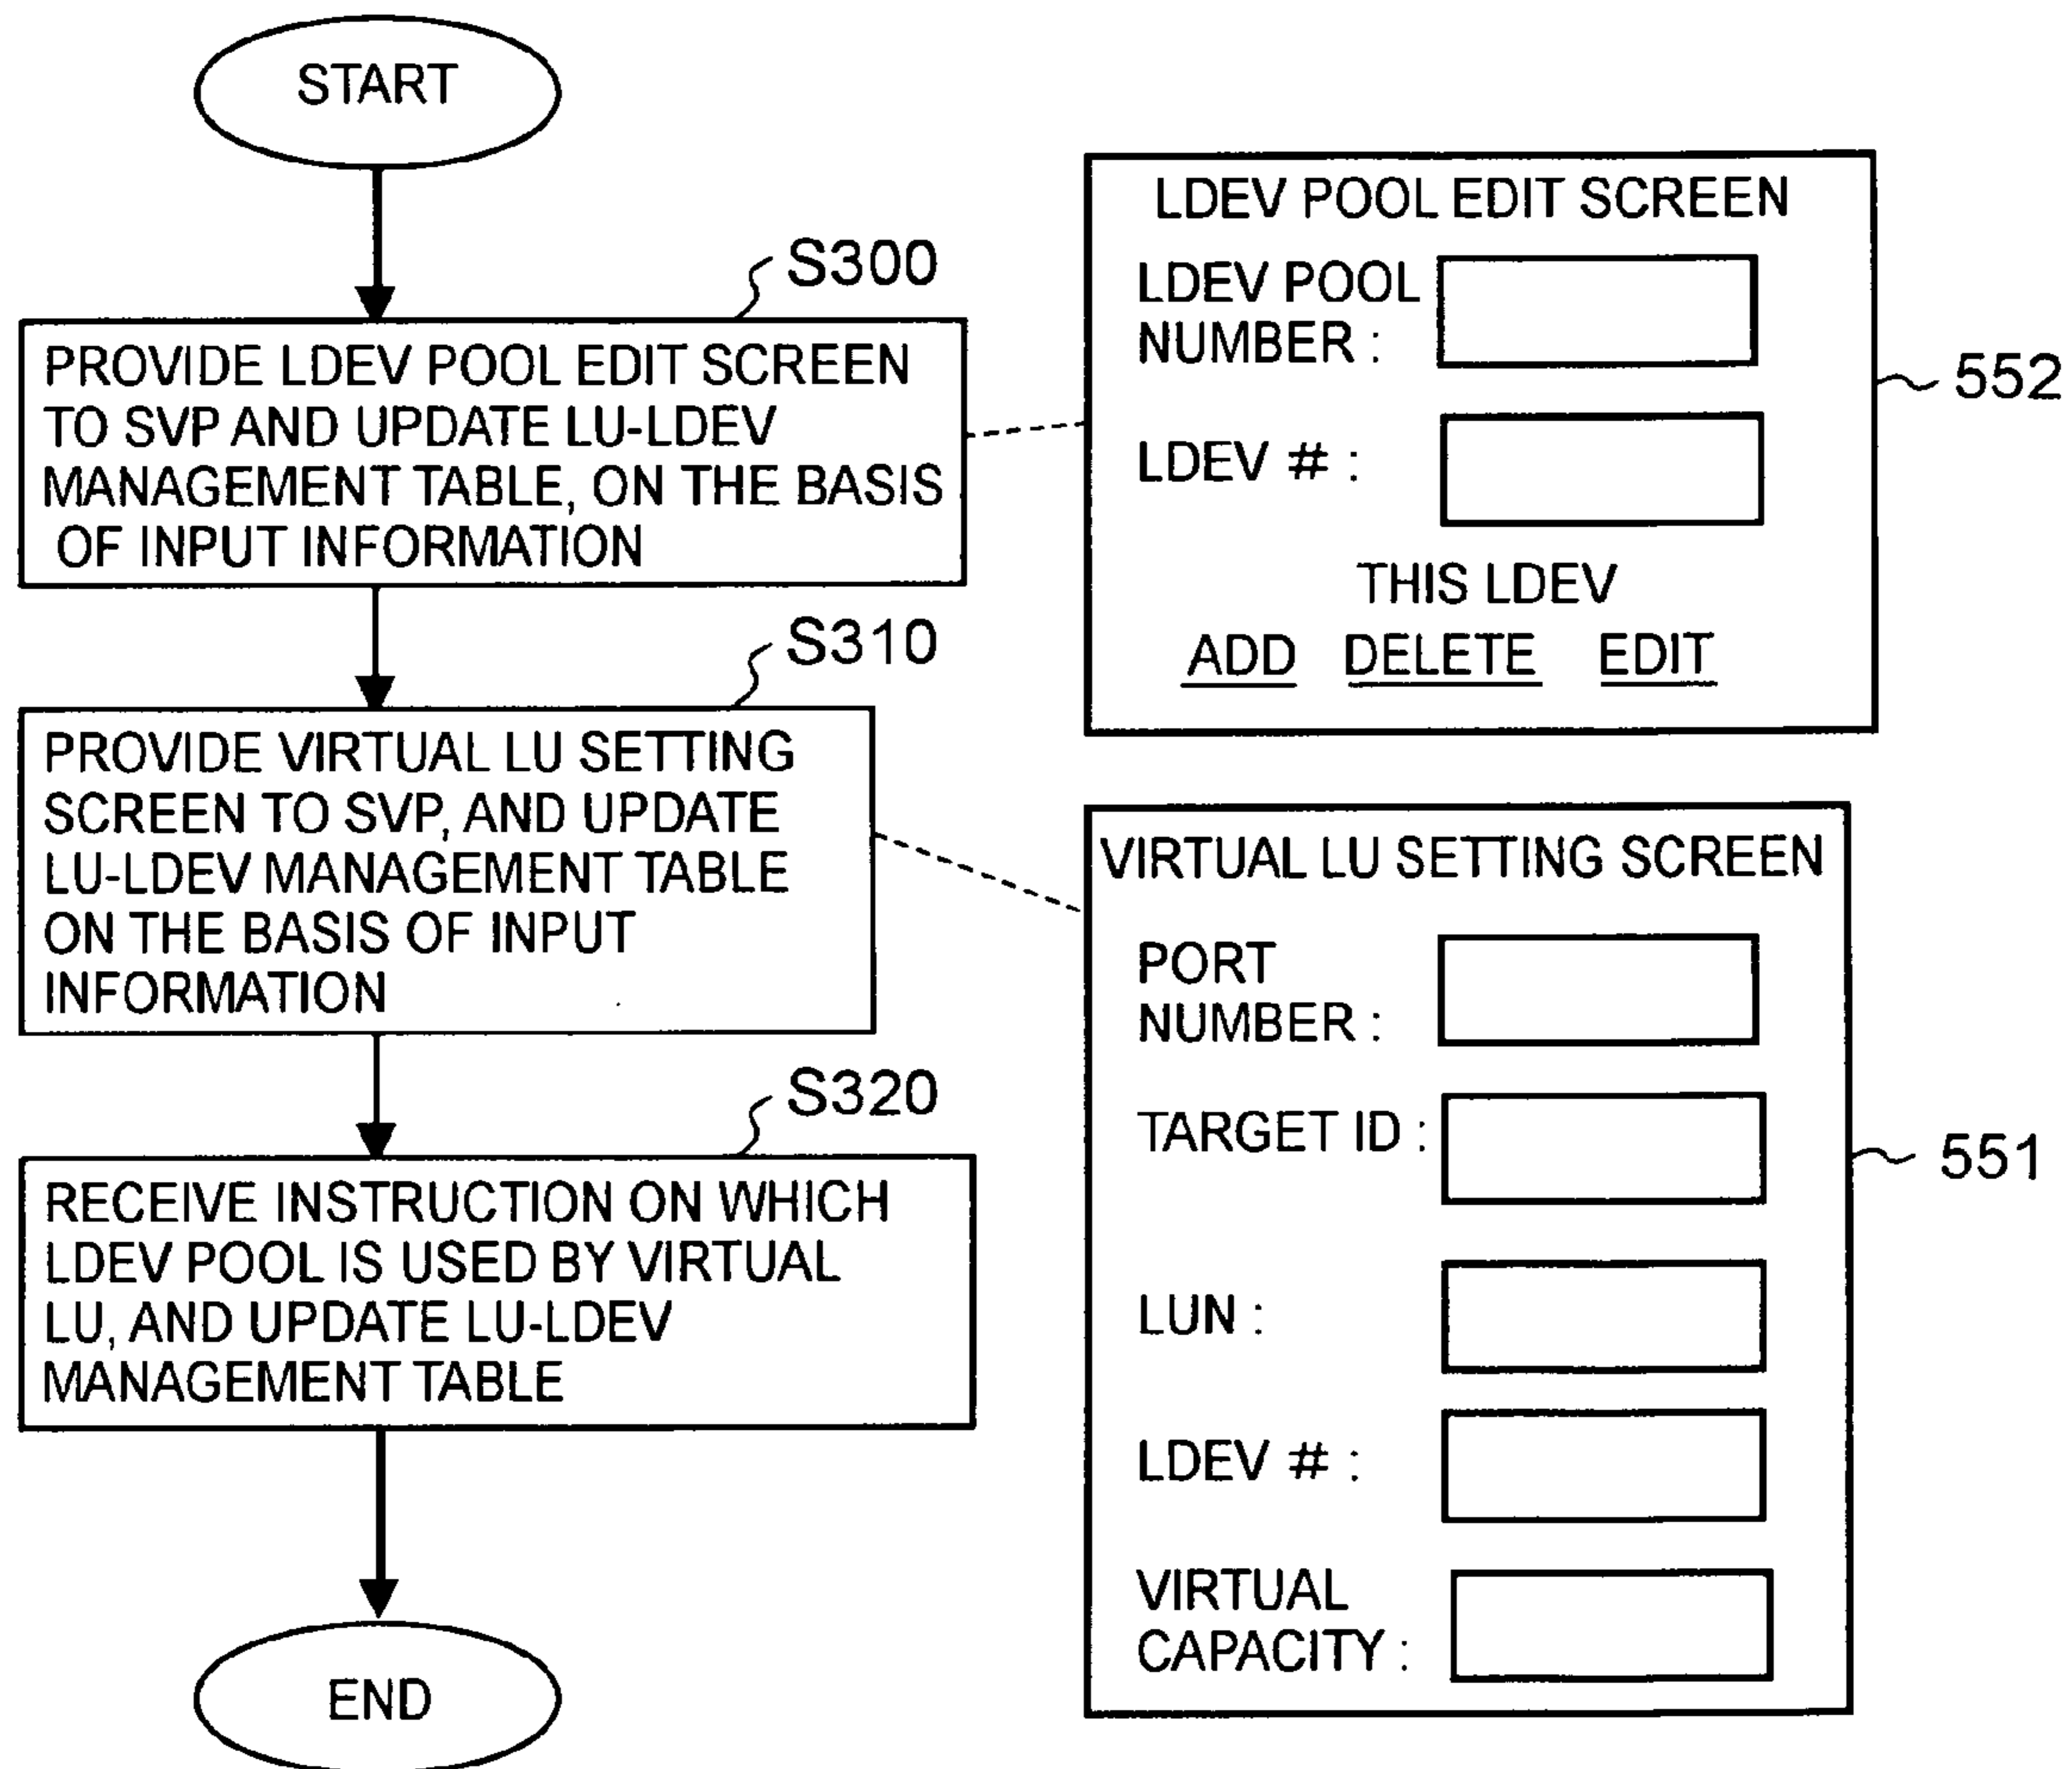 START
S300
PROVIDE LDEV POOL EDIT SCREEN
TO SVP AND UPDATE LU-LDEV
MANAGEMENT TABLE, ON THE BASIS
OF INPUT INFORMATION
S310
PROVIDE VIRTUAL LU SETTING
SCREEN TO SVP, AND UPDATE
LU-LDEV MANAGEMENT TABLE
ON THE BASIS OF INPUT
INFORMATION
S320
RECEIVE INSTRUCTION ON WHICH
LDEV POOL IS USED BY VIRTUAL
LU, AND UPDATE LU-LDEV
MANAGEMENT TABLE
END
LDEV POOL EDIT SCREEN
LDEV POOL
NUMBER :
LDEV # :
THIS LDEV
ADD DELETE EDIT
552
VIRTUAL LU SETTING SCREEN
PORT
NUMBER :
TARGET ID :
LUN :
LDEV # :
VIRTUAL
CAPACITY :
551